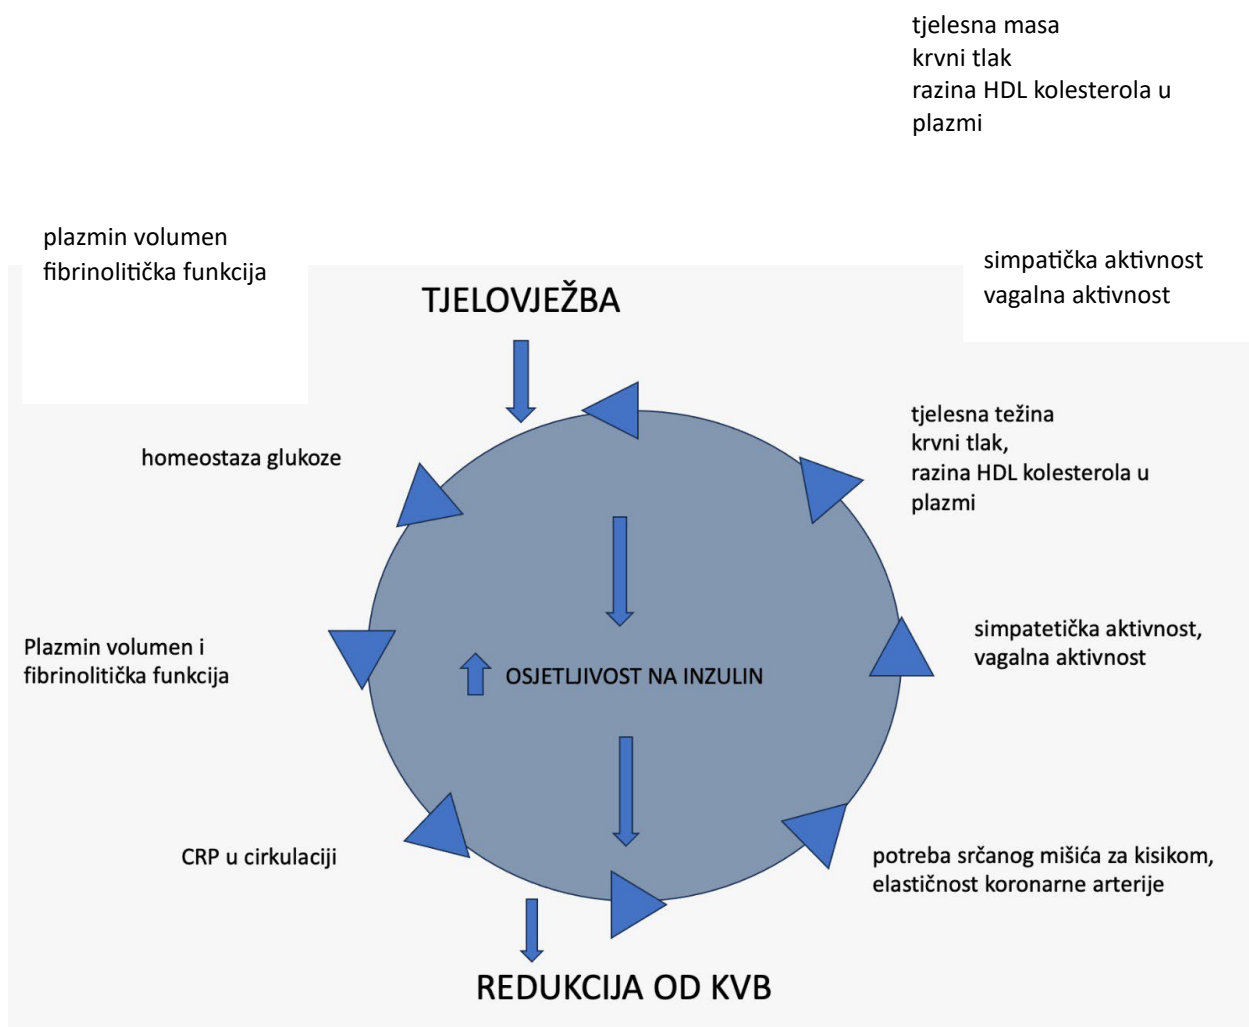 tjelesna masa
krvni tlak
razina HDL kolesterola u
plazmi
plazmin volumen
fibrinolitička funkcija
simpatička aktivnost
vagalna aktivnost
TJELOVJEŽBA
tjelesna težina
krvni tlak,
razina HDL kolesterola u
plazmi
homeostaza glukoze
simpatetička aktivnost,
vagalna aktivnost
Plazmin volumen i
fibrinolitička funkcija
OSJETLJIVOST NA INZULIN
CRP u cirkulaciji
potreba srčanog mišića za kisikom,
elastičnost koronarne arterije
REDUKCIJA OD KVB